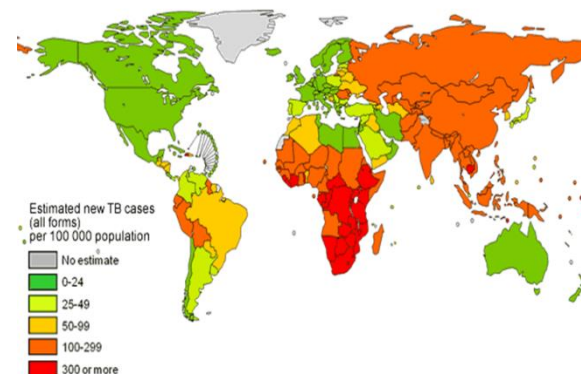 Estimated new TB cases
(all forms)
per 100 000 population
No estimate
0-24
25-49
50-99
100-299
300 or more